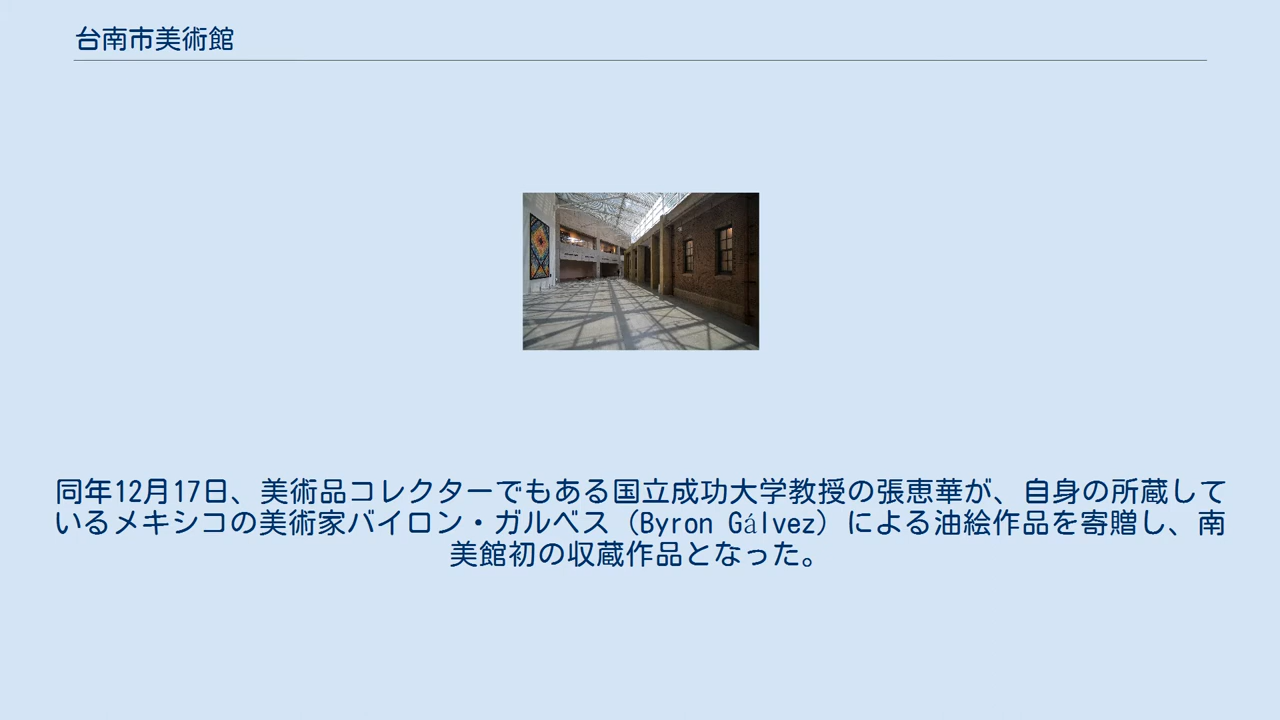 台南市美術館
同年12月17日、美術品コレクターでもある国立成功大学教授の張恵華が、自身の所蔵して
いるメキシコの美術家バイロン・ガルベス（Byron Gálvez）による油絵作品を寄贈し、南
美館初の収蔵作品となった。